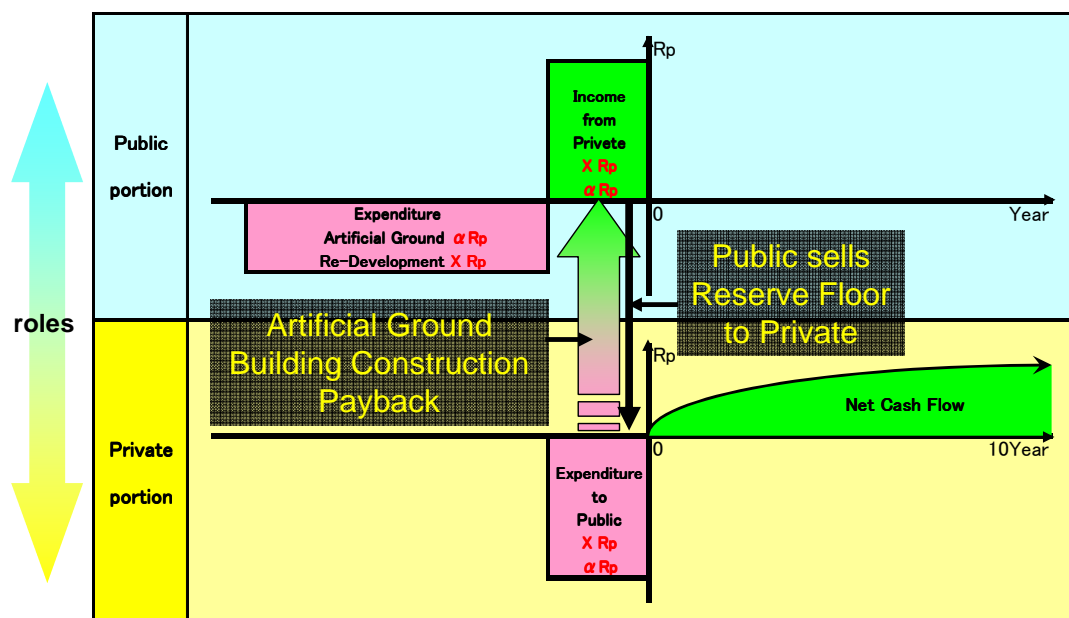 10Year
Rp
Income
from
Private
X Rp
α Rp
Public
portion
0
Year
Expenditure
Artificial Ground α Rp
Re-Development X Rp
Public sells
Reserve Floor
to Private
roles
Artificial Ground
Building Construction
Payback
Rp
Net Cash Flow
0
10Year
Private
portion
Expenditure
to
Public
X Rp
α Rp